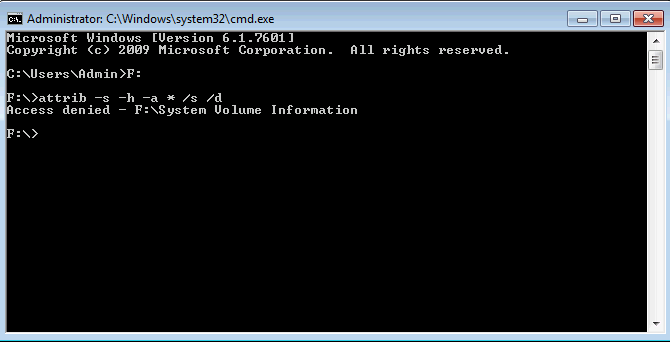 Administrator: C:\Windows\system32\cmd.exe
Microsoft Windows [Version 6.1.7601]
Copyright (c) 2009 Microsoft Corporation.  All rights reserved.
C:\Users\Admin>F:
F:\>attrib -s -h -a * /s /d
Access denied - F:\System Volume Information
F:\>